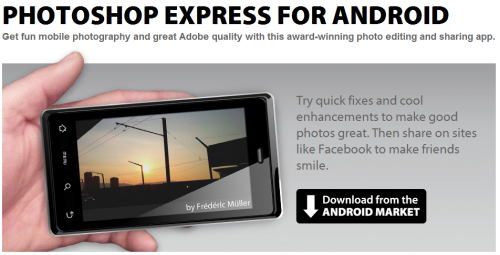 PHOTOSHOP EXPRESS FOR ANDROID
Get fun mobile photography and great Adobe quality with this award-winning photo editing and sharing app.
Try quick fixes and cool
enhancements to make good
photos great. Then share on sites
like Facebook to make friends
smile.
by Frédéric Müller
Download from the
ANDROID MARKET